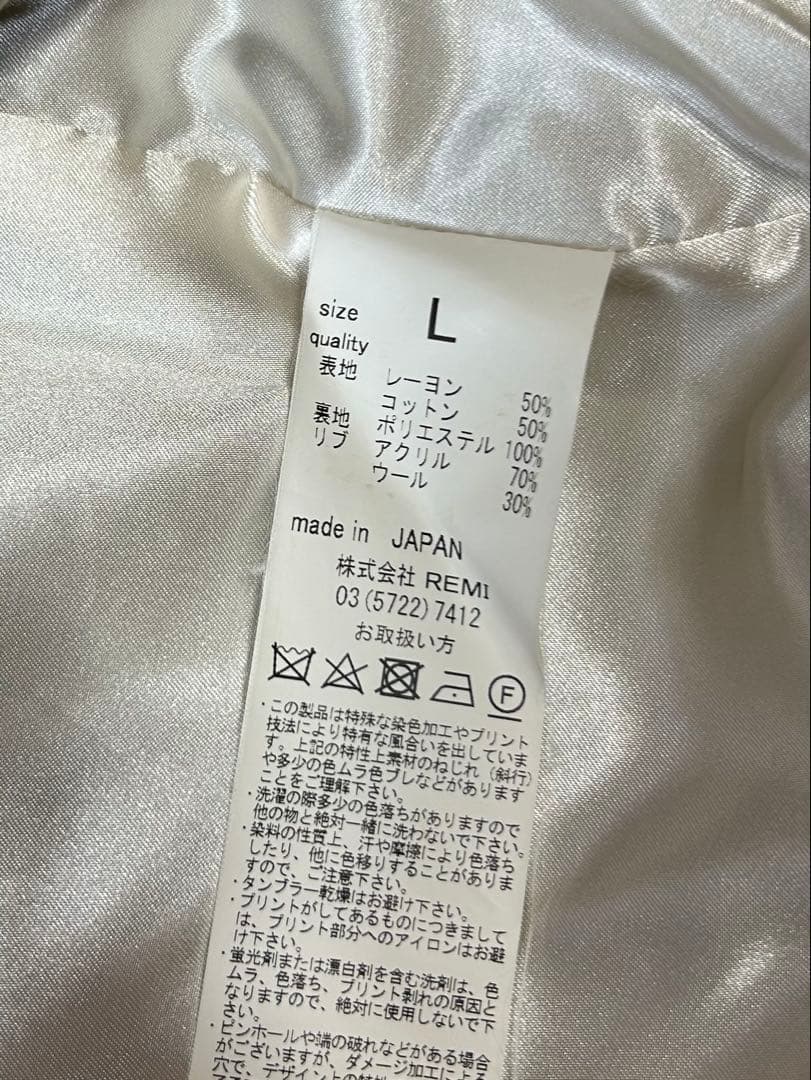 size L
quality
表地 レーヨン 50%
コットン 50%
裏地 ポリエステル 100%
リブ アクリル 70%
ウール 30%
made in JAPAN
株式会社 REMI
03(5722)7412
お取扱い方
F
・この製品は特殊な染色加工やプリント
技法により特有な風合いを出していま
す。上記の特性上素材のねじれ（斜行）
や多少の色ムラ色ブレなどがあります
ことをご理解下さい。
・洗濯の際多少の色落ちがありますので
他の物と絶対一緒に洗わないで下さい。
・染料の性質上、汗や摩擦により色落ち
したり、他に色移りすることがありま
すので、ご注意下さい。
・タンブラー乾燥はお避け下さい。
・プリントがしてあるものにつきまして
は、プリント部分へのアイロンはお避
け下さい。
・蛍光剤または漂白剤を含む洗剤は、色
ムラ、色落ち、プリント剥れの原因と
なりますので、絶対に使用しないで下
さい。
・ピンホールや端の破れなどがある場合
がございますが、ダメージ加工による
穴で、デザイン上の特